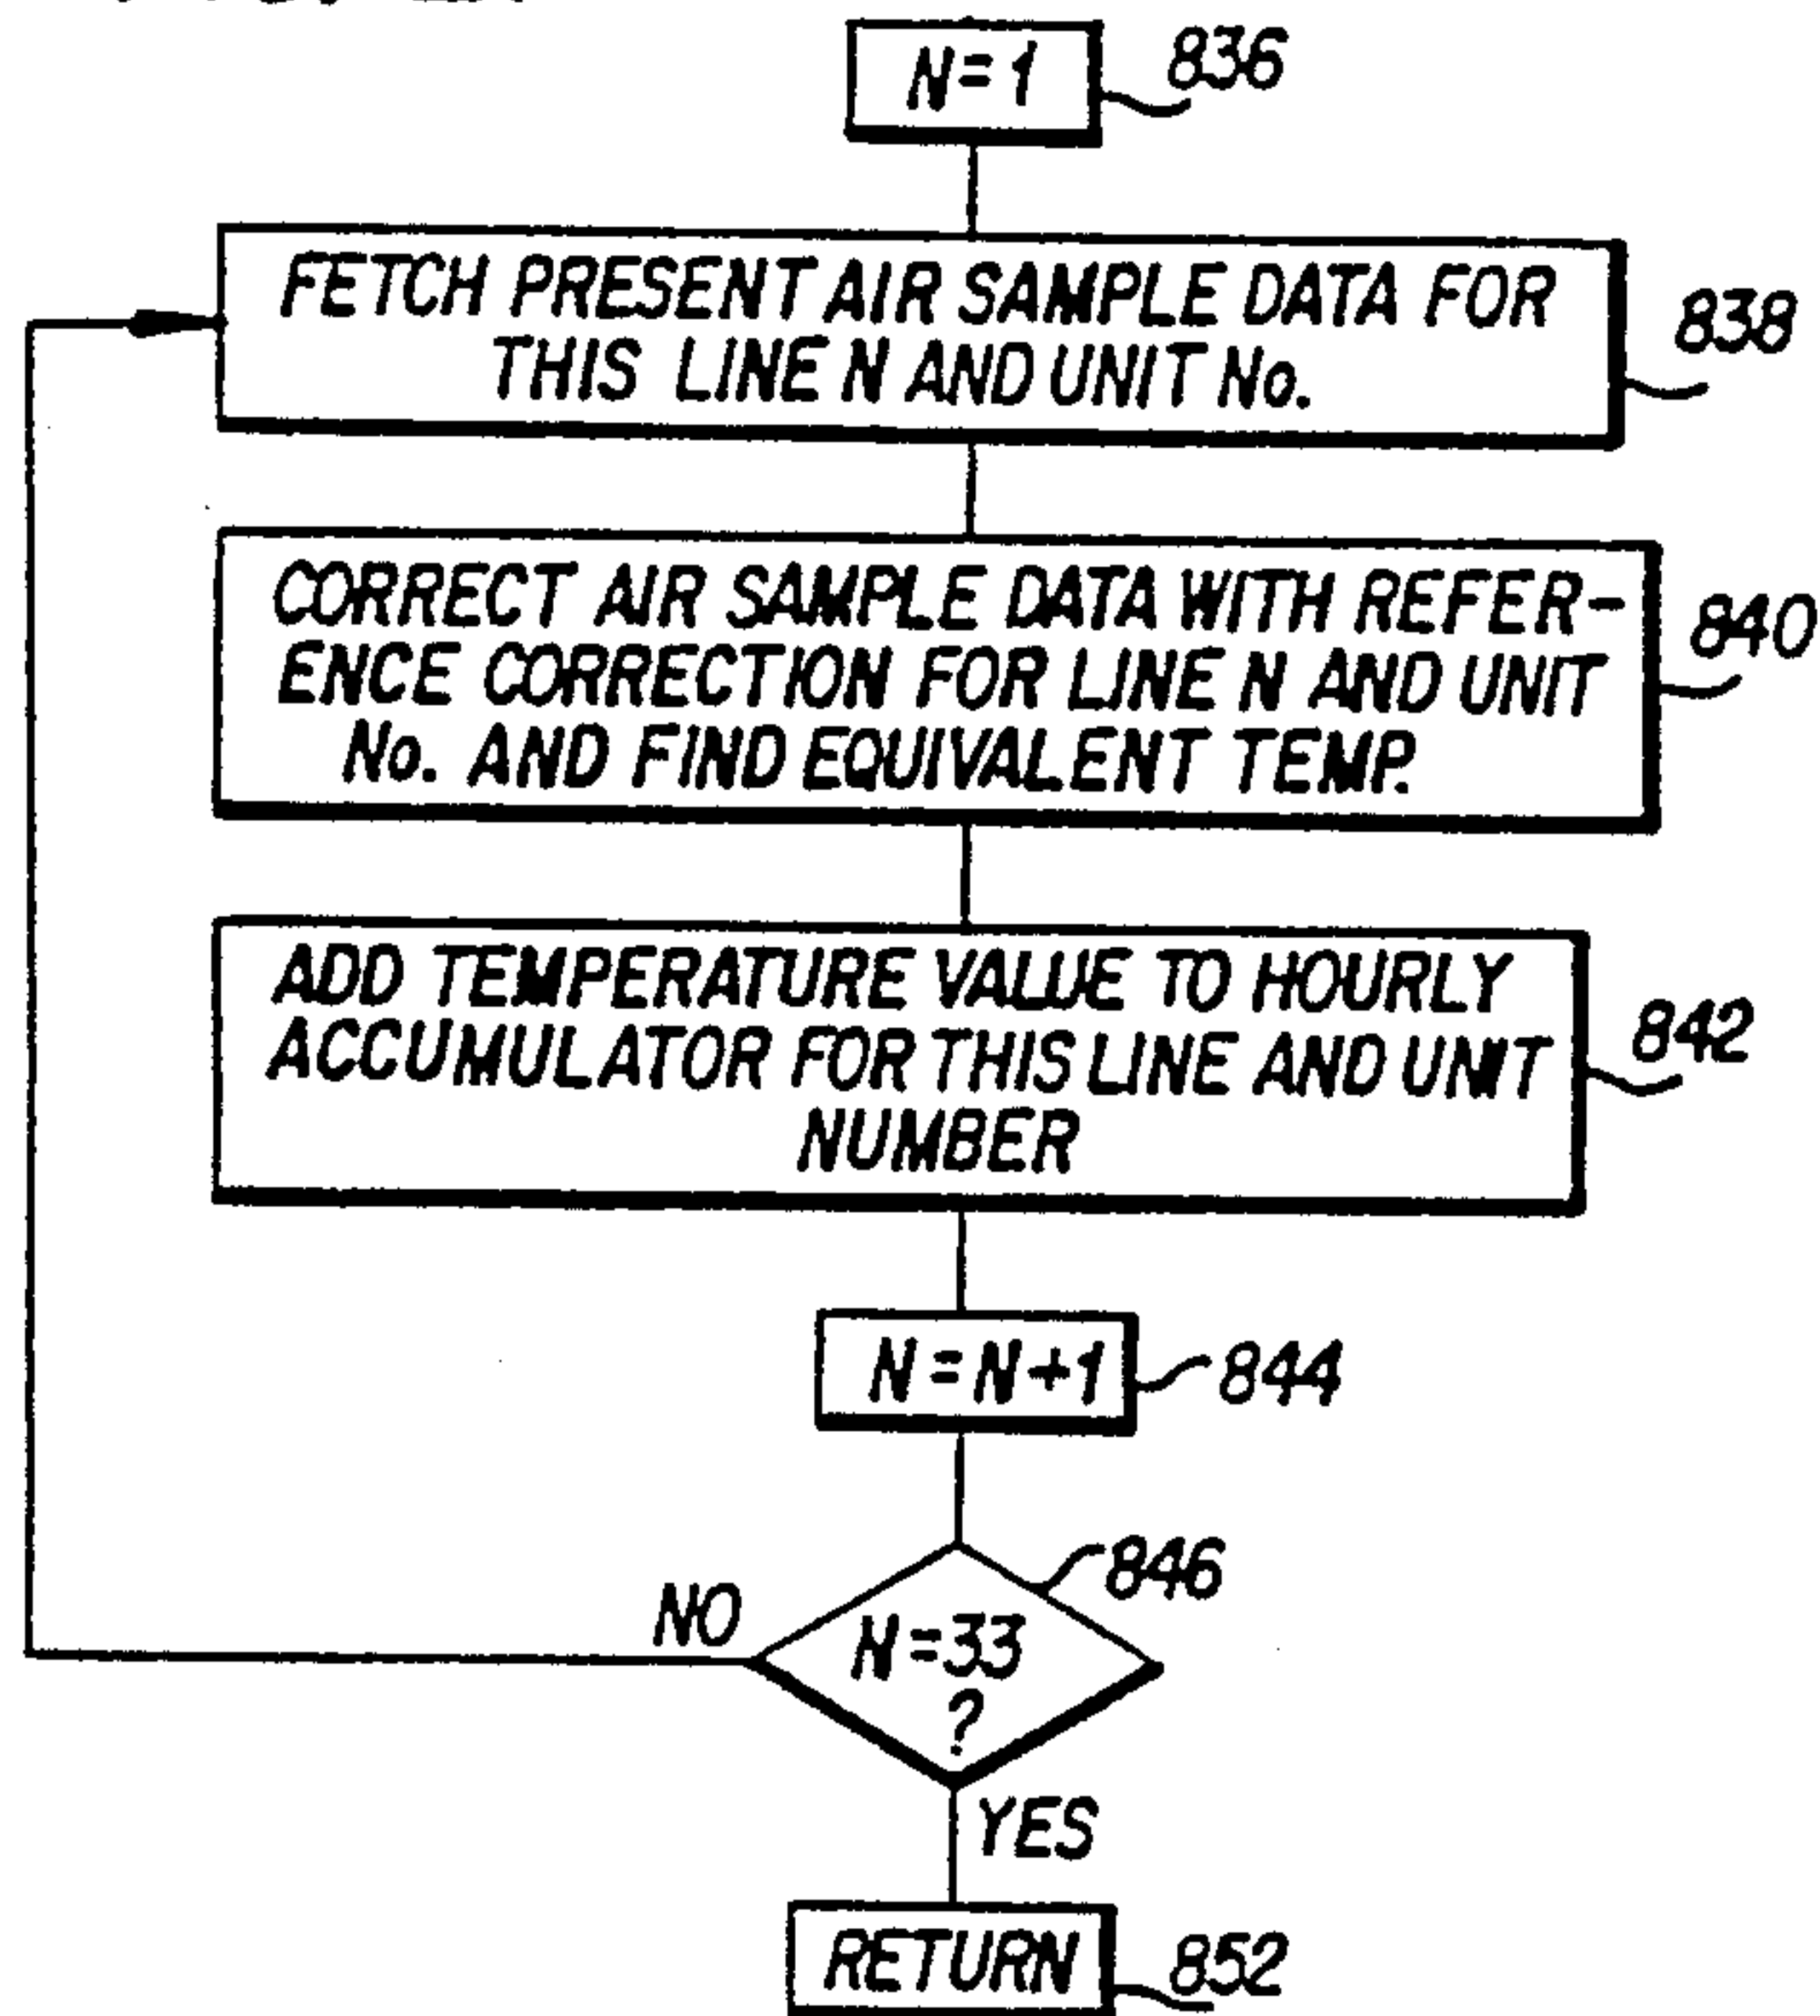 N=1
836
FETCH PRESENT AIR SAMPLE DATA FOR
THIS LINE N AND UNIT No.
838
CORRECT AIR SAMPLE DATA WITH REFER-
ENCE CORRECTION FOR LINE N AND UNIT
No. AND FIND EQUIVALENT TEMP.
840
ADD TEMPERATURE VALUE TO HOURLY
ACCUMULATOR FOR THIS LINE AND UNIT
NUMBER
842
N=N+1
844
846
NO
N=33
?
YES
RETURN
852